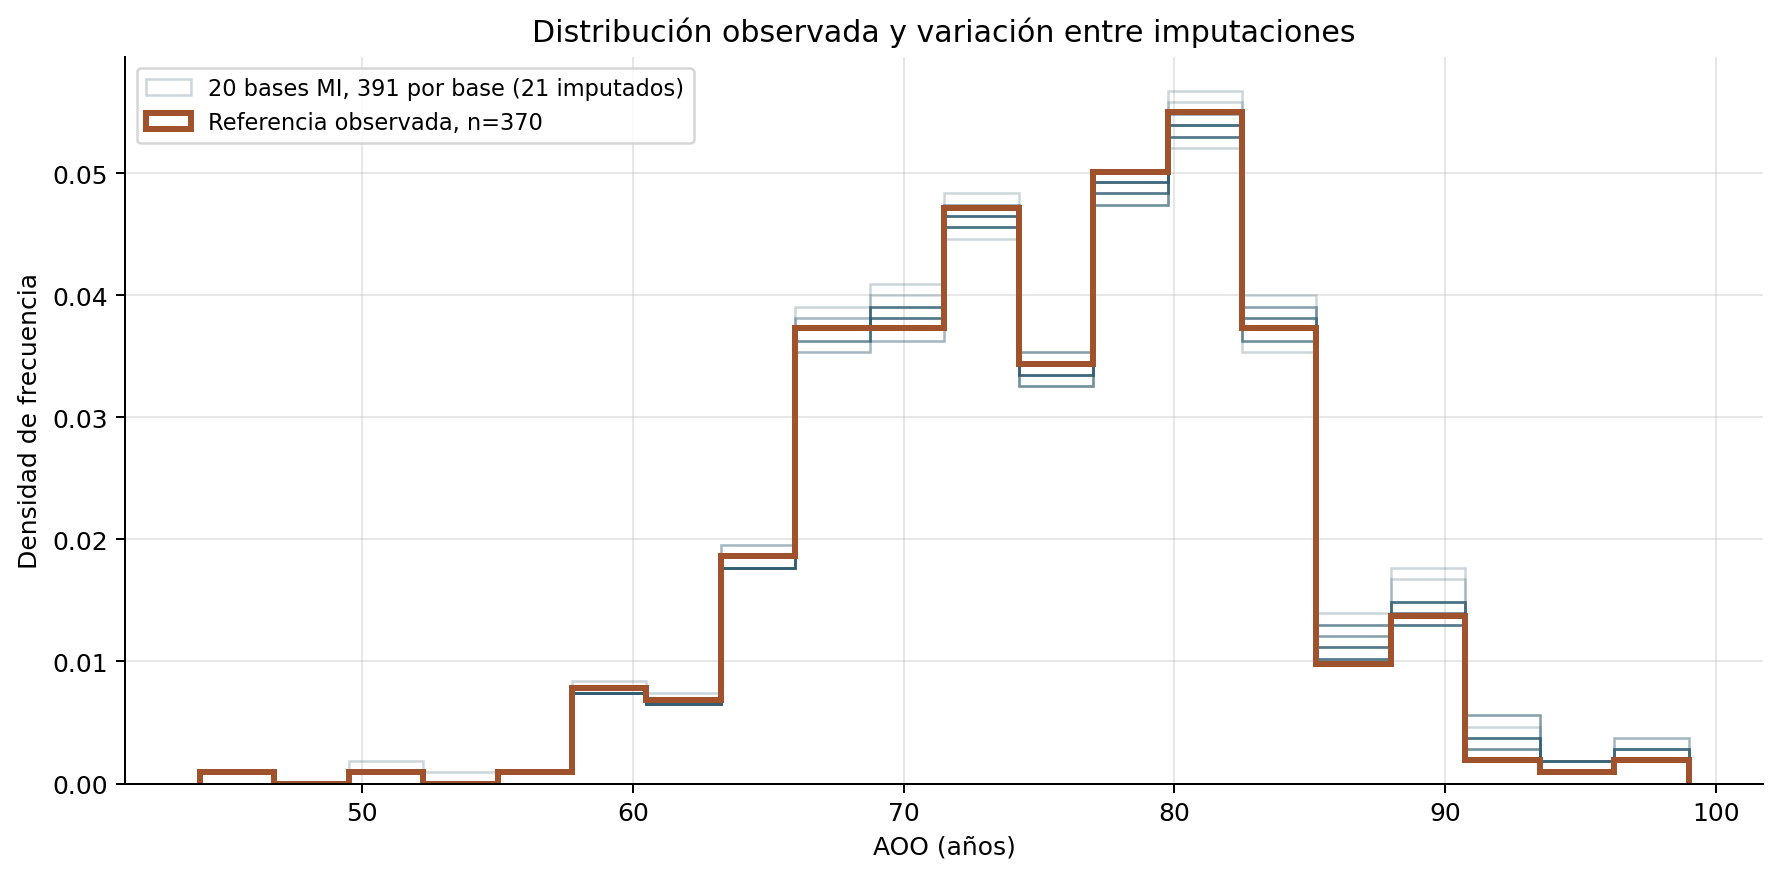 Distribución observada y variación entre imputaciones
20 bases MI, 391 por base (21 imputados)
Referencia observada, n=370
Densidad de frecuencia
0.05
0.04
0.03
0.02
0.01
0.00
50 60 70 80 90 100
AOO (años)